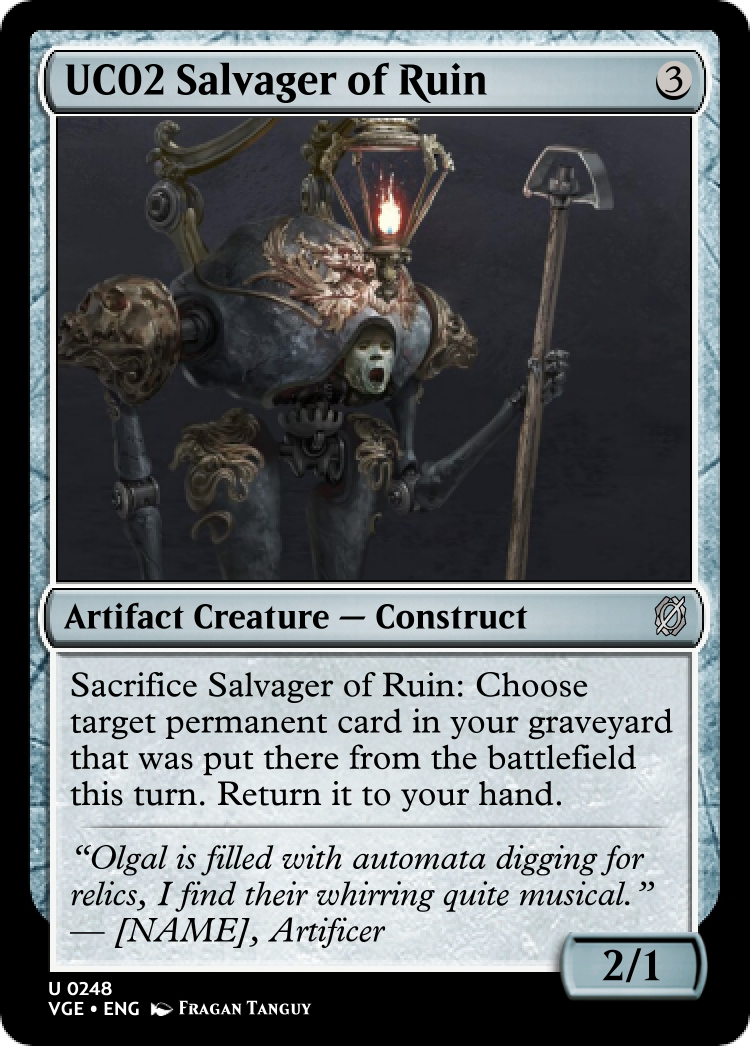 UC02 Salvager of Ruin 3
Artifact Creature — Construct
Sacrifice Salvager of Ruin: Choose
target permanent card in your graveyard
that was put there from the battlefield
this turn. Return it to your hand.
“Olgal is filled with automata digging for
relics, I find their whirring quite musical.”
— [NAME], Artificer
2/1
U 0248
VGE • ENG Fragan Tanguy